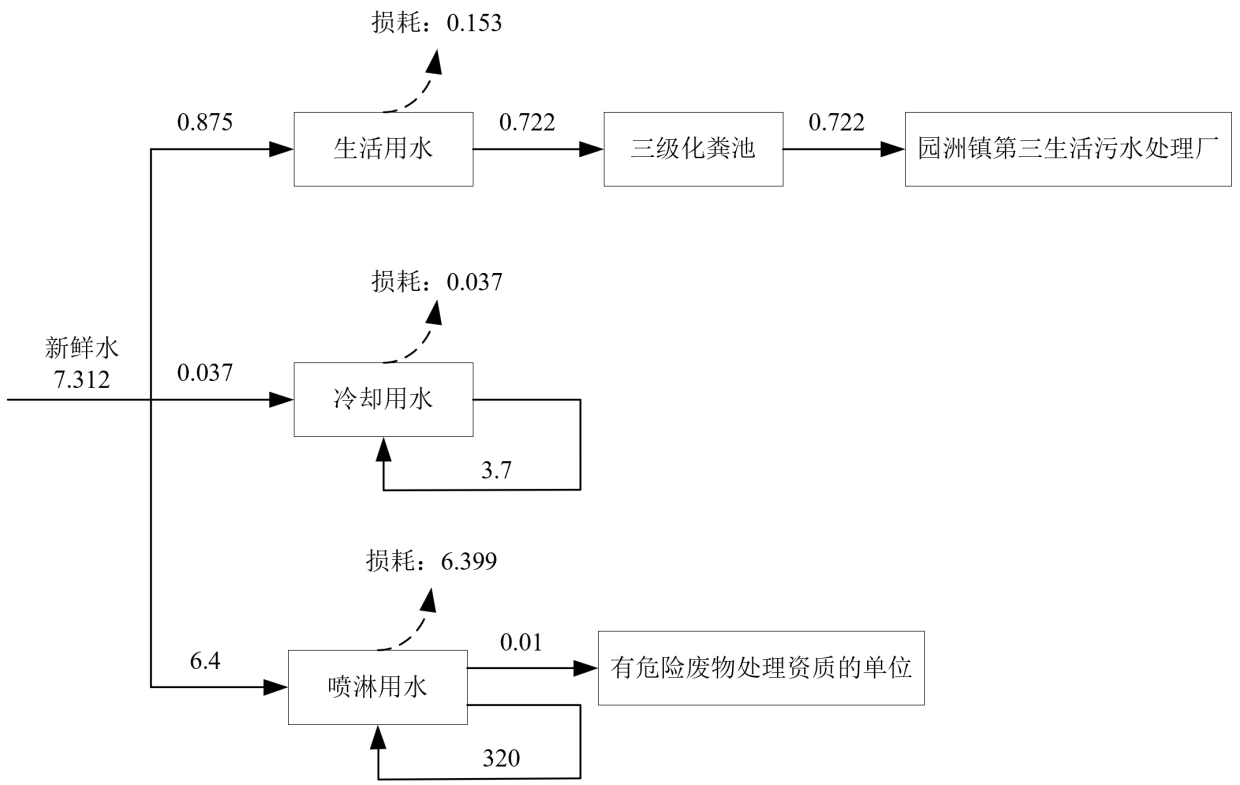 损耗：0.153
0.875
生活用水
0.722
三级化粪池
0.722
园洲镇第三生活污水处理厂
损耗：0.037
新鲜水
7.312
0.037
冷却用水
3.7
损耗：6.399
6.4
喷淋用水
0.01
有危险废物处理资质的单位
320